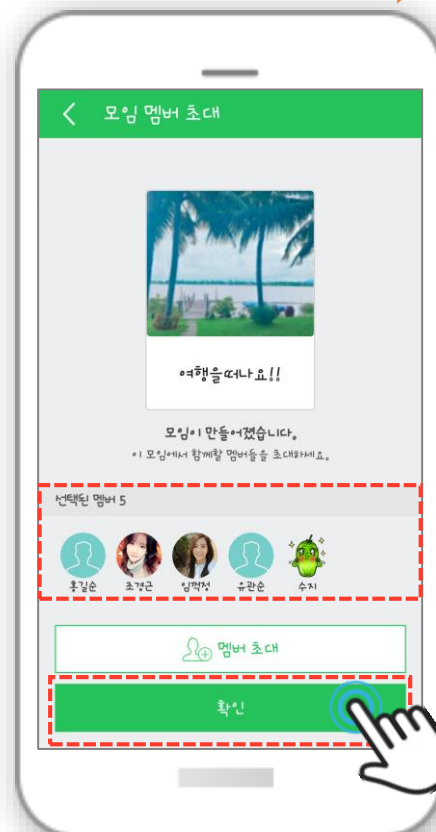 모임 멤버 초대
여행을떠나요!!
모임이 만들어졌습니다.
이 모임에서 함께할 멤버들을 초대하세요.
선택된 멤버 5
홍길순 조경근 임꺽정 유관순 수지
멤버 초대
확인